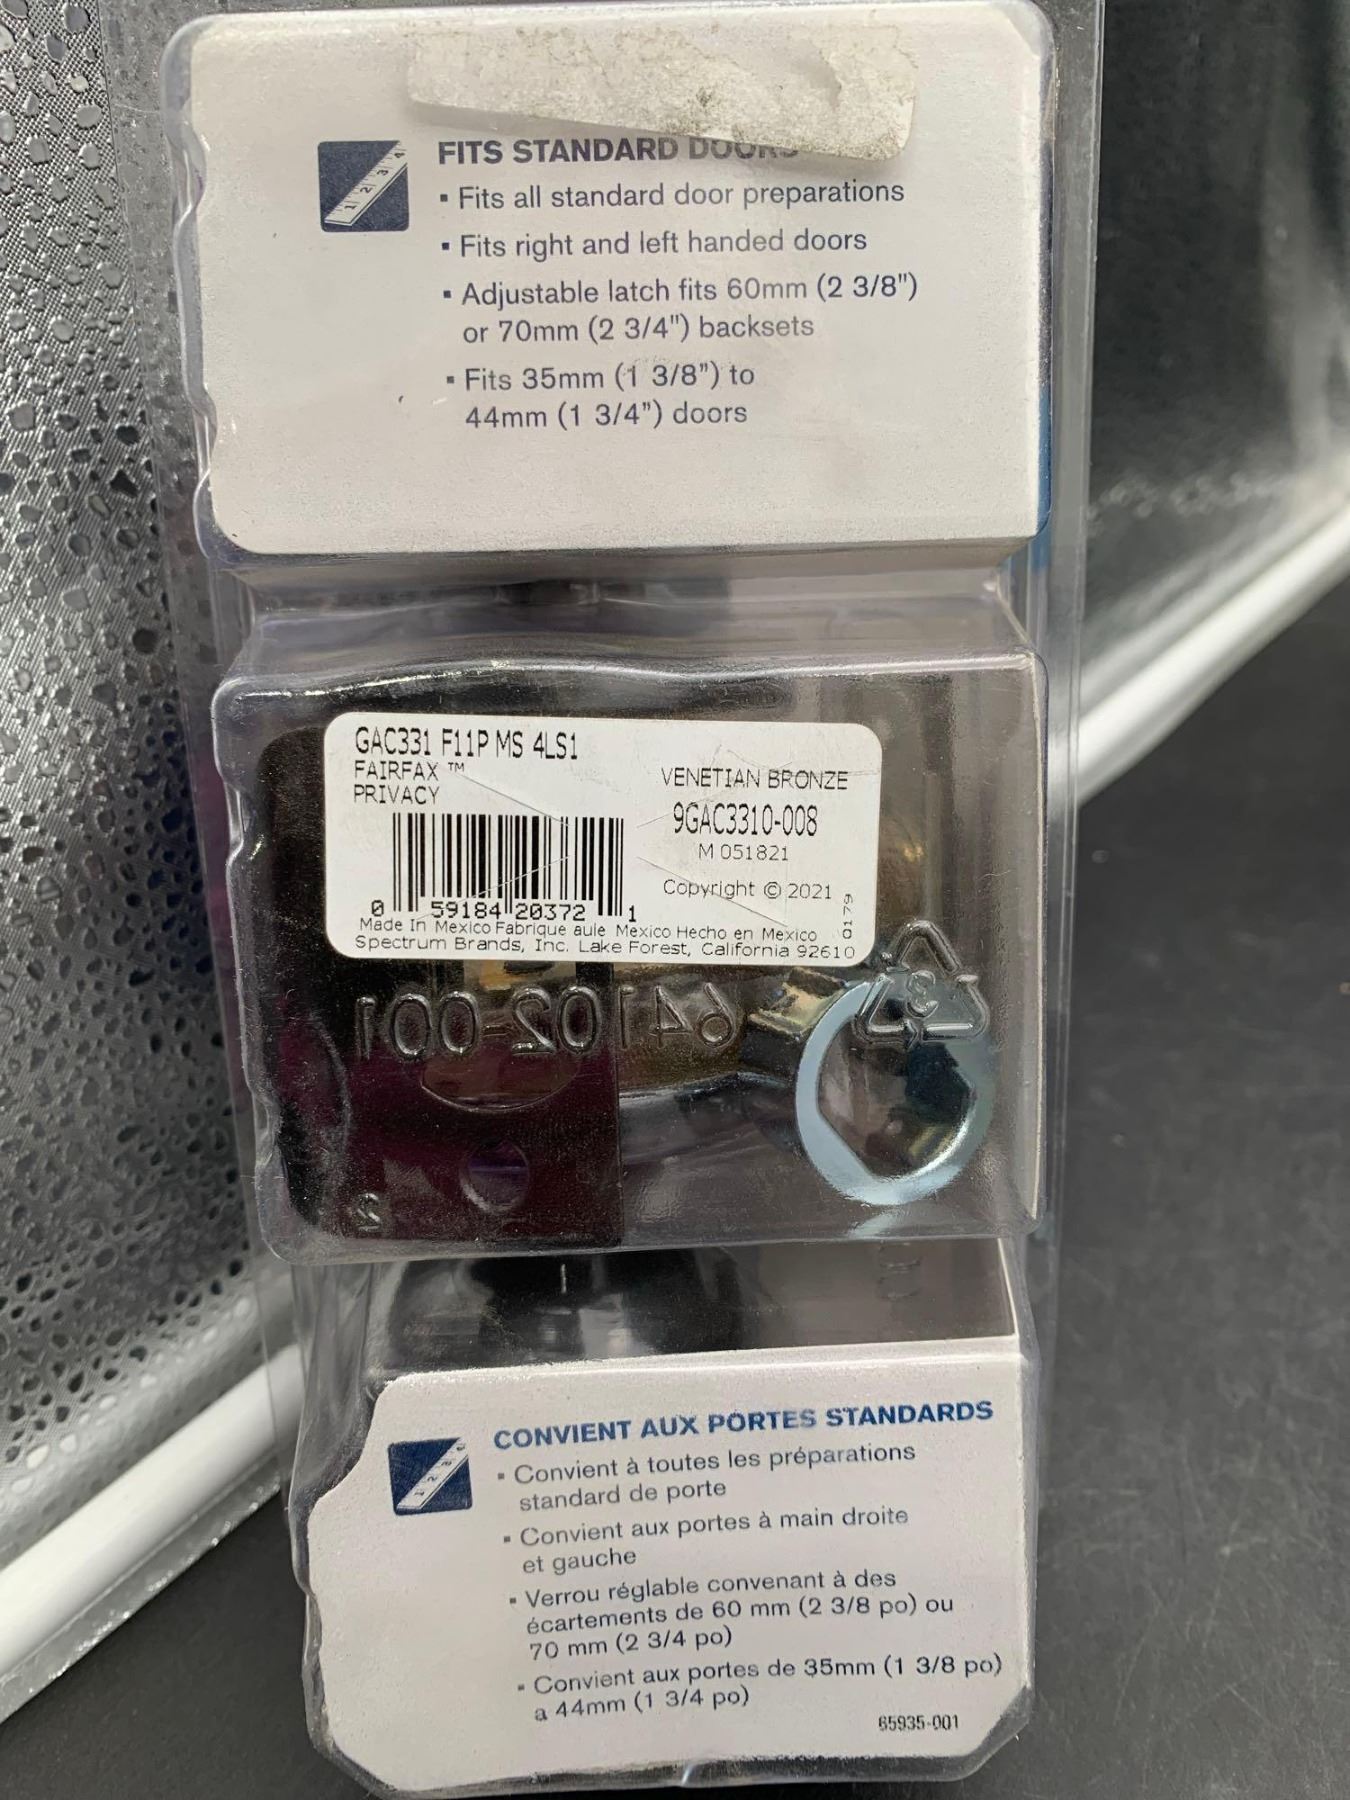 FITS STANDARD DOORS
▪ Fits all standard door preparations
▪ Fits right and left handed doors
▪ Adjustable latch fits 60mm (2 3/8")
or 70mm (2 3/4") backsets
▪ Fits 35mm (1 3/8") to
44mm (1 3/4") doors
GAC331 F11P MS 4LS1
FAIRFAX ™
PRIVACY
VENETIAN BRONZE
9GAC3310-008
M 051821
Copyright © 2021
0179
0 59184 20372 1
Made In Mexico Fabrique aule Mexico Hecho en Mexico
Spectrum Brands, Inc. Lake Forest, California 92610
64102-001
3
2
CONVIENT AUX PORTES STANDARDS
▪ Convient à toutes les préparations
standard de porte
▪ Convient aux portes à main droite
et gauche
▪ Verrou réglable convenant à des
écartements de 60 mm (2 3/8 po) ou
70 mm (2 3/4 po)
▪ Convient aux portes de 35mm (1 3/8 po)
a 44mm (1 3/4 po)
65935-001